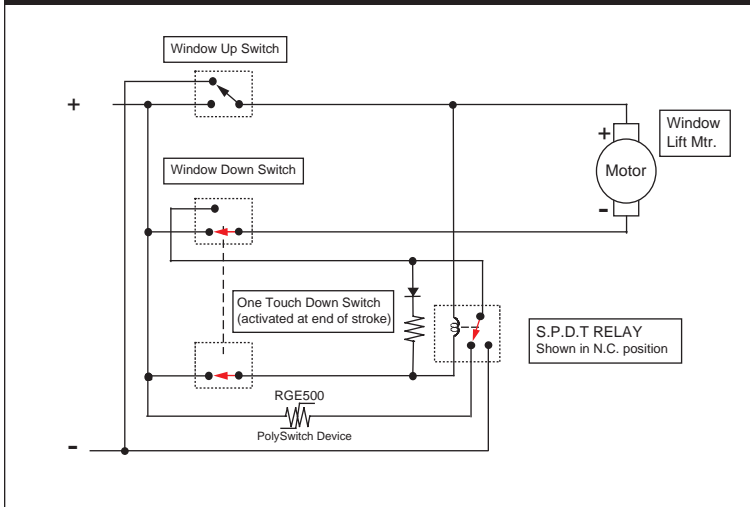 Window Up Switch
+
Window
Lift Mtr.
+
Motor
Window Down Switch
-
One Touch Down Switch
(activated at end of stroke)
S.P.D.T RELAY
Shown in N.C. position
RGE500
PolySwitch Device
-